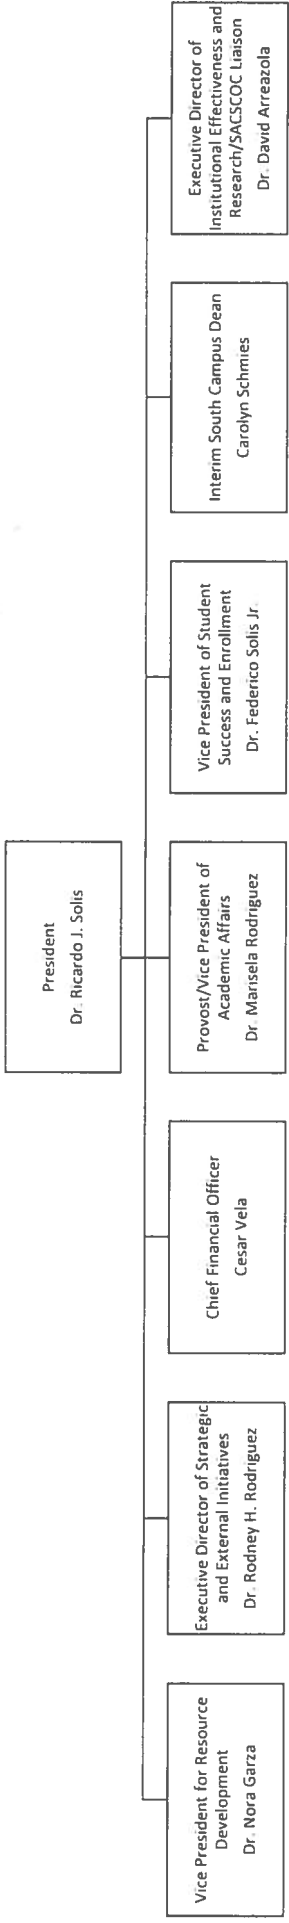 President
Dr. Ricardo J. Solis
Vice President for Resource
Development
Dr. Nora Garza
Executive Director of Strategic
and External Initiatives
Dr. Rodney H. Rodriguez
Chief Financial Officer
Cesar Vela
Provost/Vice President of
Academic Affairs
Dr. Marisela Rodriguez
Vice President of Student
Success and Enrollment
Dr. Federico Solis Jr.
Interim South Campus Dean
Carolyn Schmies
Executive Director of
Institutional Effectiveness and
Research/SACSCOC Liaison
Dr. David Arreazola